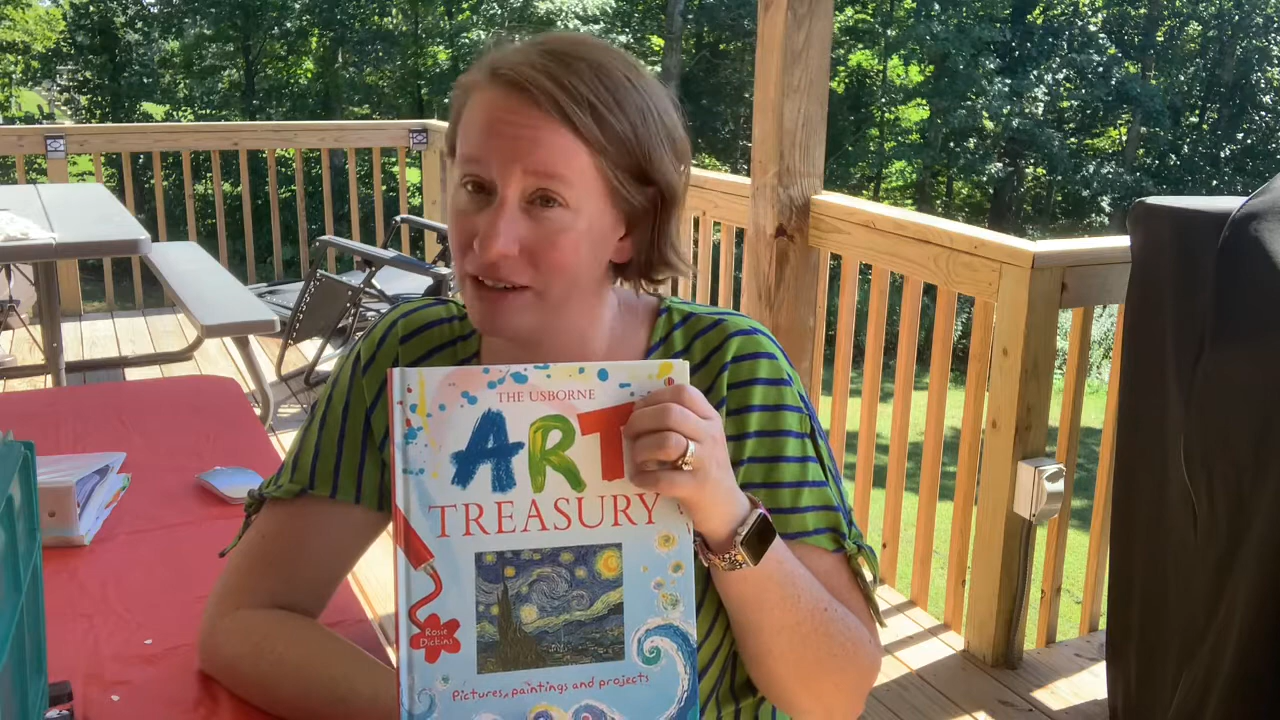 THE USBORNE
ART
TREASURY
Rosie
Dickins
Pictures, paintings and projects